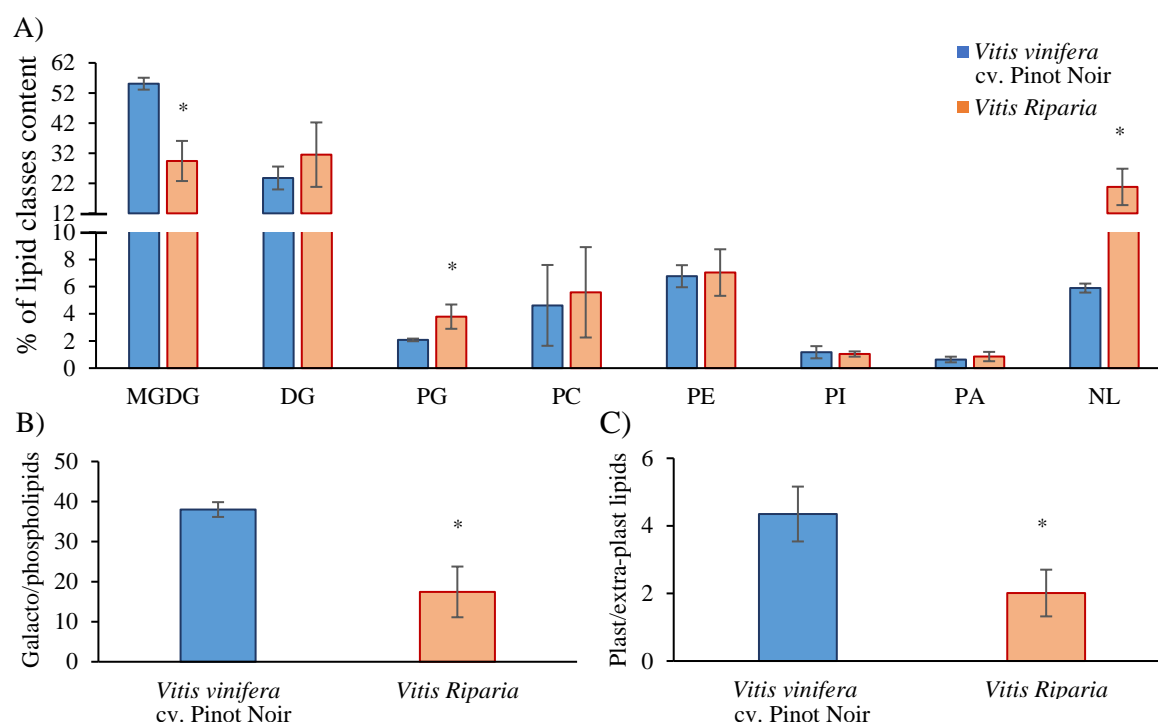 A)
% of lipid classes content
62
52
42
32
22
12
10
8
6
4
2
0
*
*
*
Vitis vinifera
cv. Pinot Noir
Vitis Riparia
MGDG DG PG PC PE PI PA NL
B)
Galacto/phospholipids
50
40
30
20
10
0
*
Vitis vinifera
cv. Pinot Noir
Vitis Riparia
C)
Plast/extra-plast lipids
6
4
2
0
*
Vitis vinifera
cv. Pinot Noir
Vitis Riparia